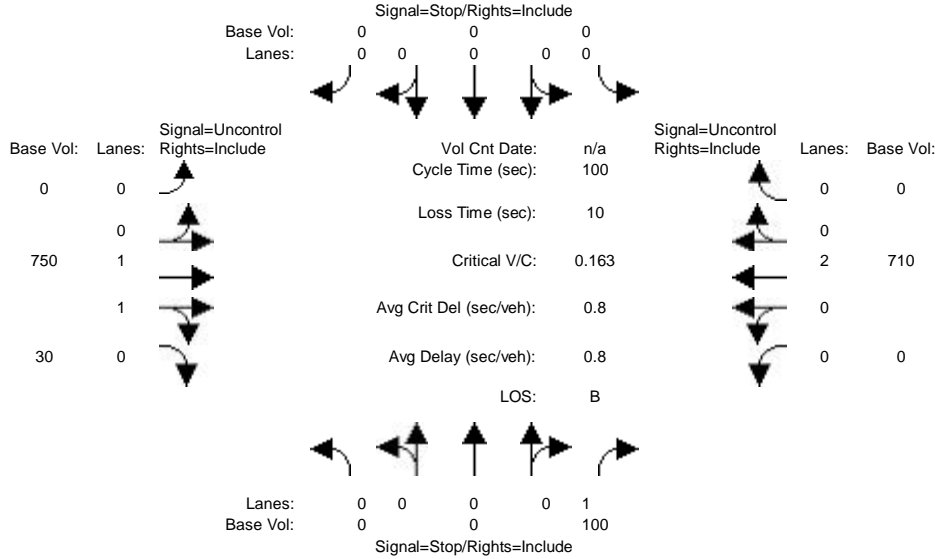 Signal=Stop/Rights=Include
Base Vol: 0 0 0
Lanes: 0 0 0 0 0
Signal=Uncontrol Signal=Uncontrol
Base Vol: Lanes: Rights=Include Vol Cnt Date: n/a Rights=Include Lanes: Base Vol:
Cycle Time (sec): 100
0 0 0 0
Loss Time (sec): 10
0 0
750 1 Critical V/C: 0.163 2 710
1 Avg Crit Del (sec/veh): 0.8 0
30 0 Avg Delay (sec/veh): 0.8 0 0
LOS: B
Lanes: 0 0 0 0 1
Base Vol: 0 0 100
Signal=Stop/Rights=Include